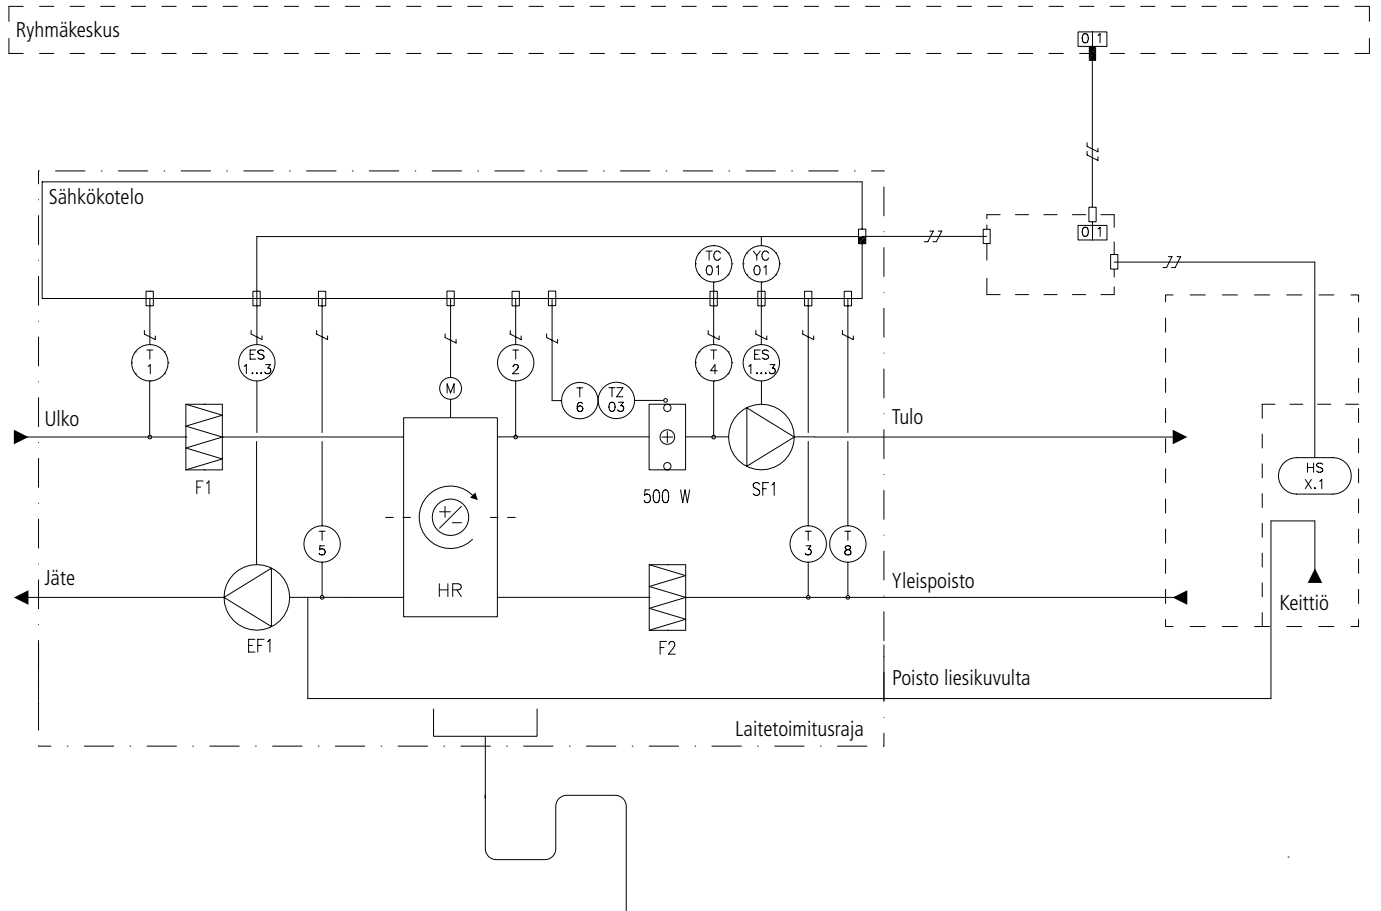 Ryhmäkeskus
0 1
Sähkökotelo
0 1
TC
01
YC
01
T
1
ES
1...3
T
2
T
4
ES
1...3
M
T
6
TZ
03
Ulko
Tulo
HS
X.1
F1
500 W
SF1
+
−
T
5
T
3
T
8
Jäte
HR
Yleispoisto
Keittiö
EF1
F2
Poisto liesikuvulta
Laitetoimitusraja